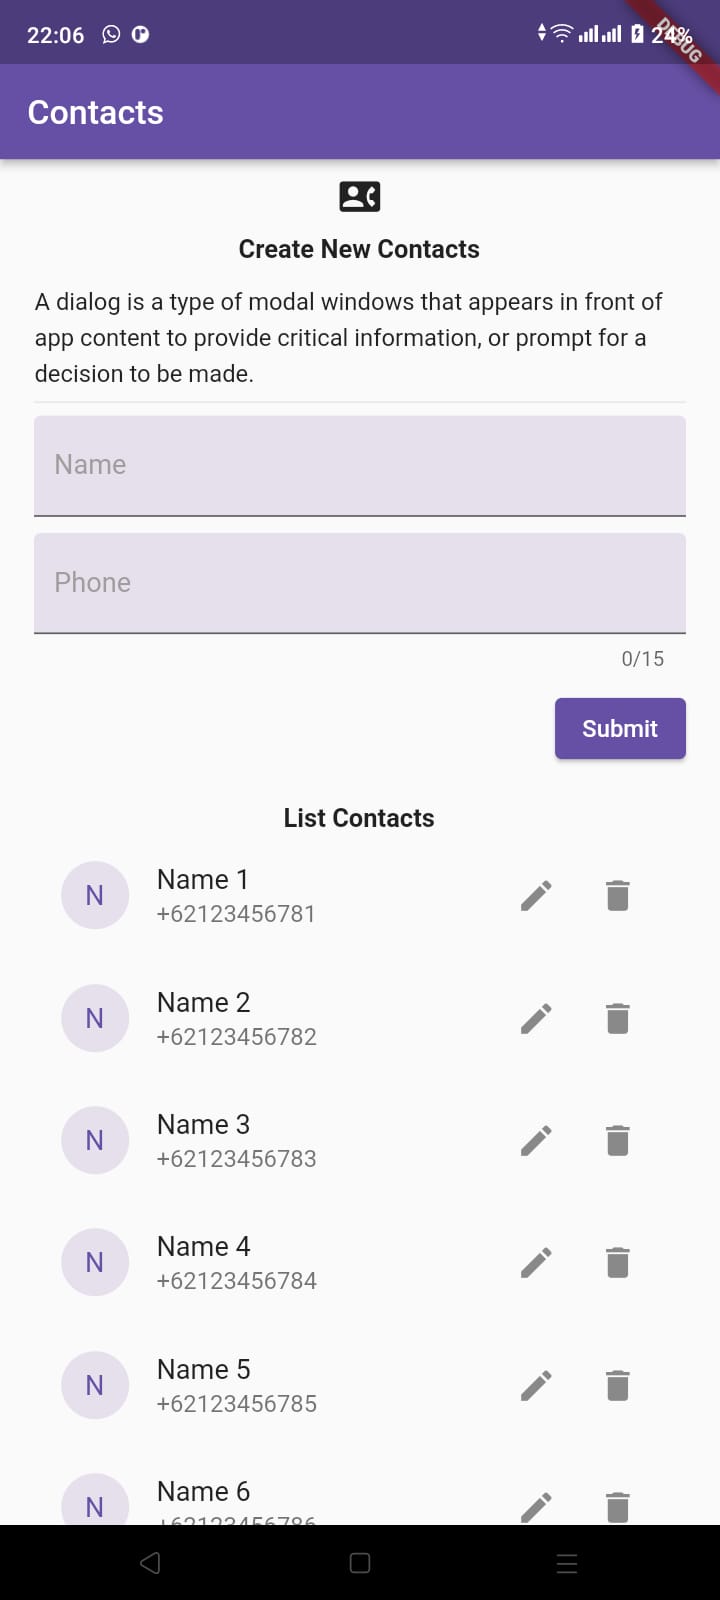 22:06
24%
DEBUG
Contacts
Create New Contacts
A dialog is a type of modal windows that appears in front of
app content to provide critical information, or prompt for a
decision to be made.
Name
Phone
0/15
Submit
List Contacts
N
Name 1
+62123456781
N
Name 2
+62123456782
N
Name 3
+62123456783
N
Name 4
+62123456784
N
Name 5
+62123456785
N
Name 6
+62123456786